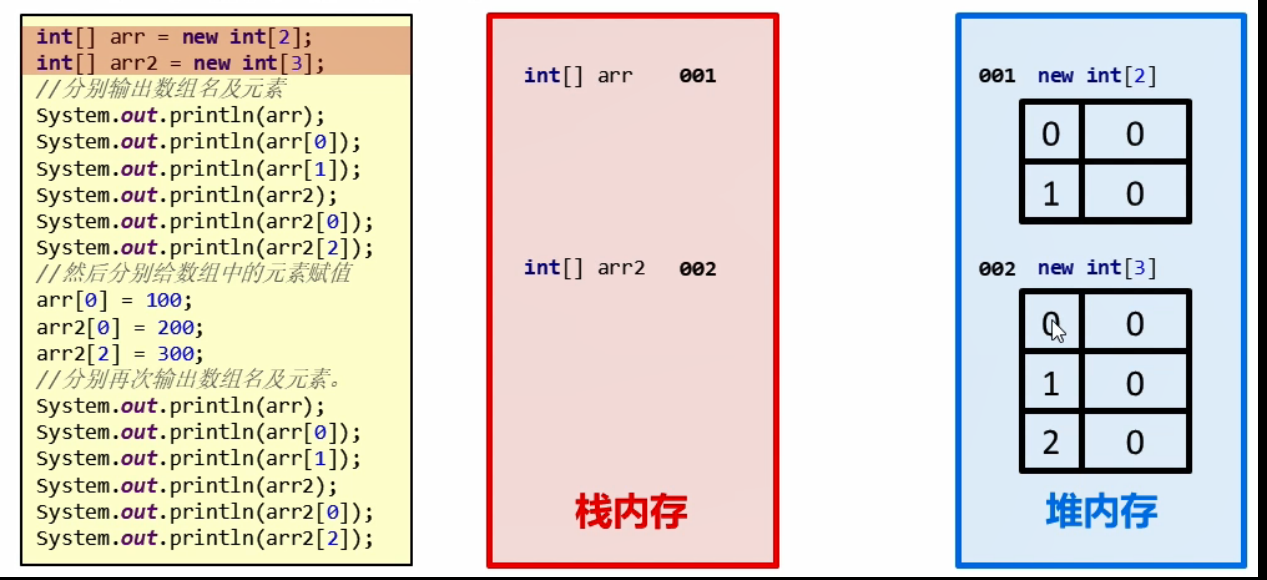 int[] arr = new int[2];
int[] arr2 = new int[3];
//分别输出数组名及元素
System.out.println(arr);
System.out.println(arr[0]);
System.out.println(arr[1]);
System.out.println(arr2);
System.out.println(arr2[0]);
System.out.println(arr2[2]);
//然后分别给数组中的元素赋值
arr[0] = 100;
arr2[0] = 200;
arr2[2] = 300;
//分别再次输出数组名及元素。
System.out.println(arr);
System.out.println(arr[0]);
System.out.println(arr[1]);
System.out.println(arr2);
System.out.println(arr2[0]);
System.out.println(arr2[2]);
int[] arr 001
int[] arr2 002
栈内存
001 new int[2]
0 0
1 0
002 new int[3]
0 0
1 0
2 0
堆内存